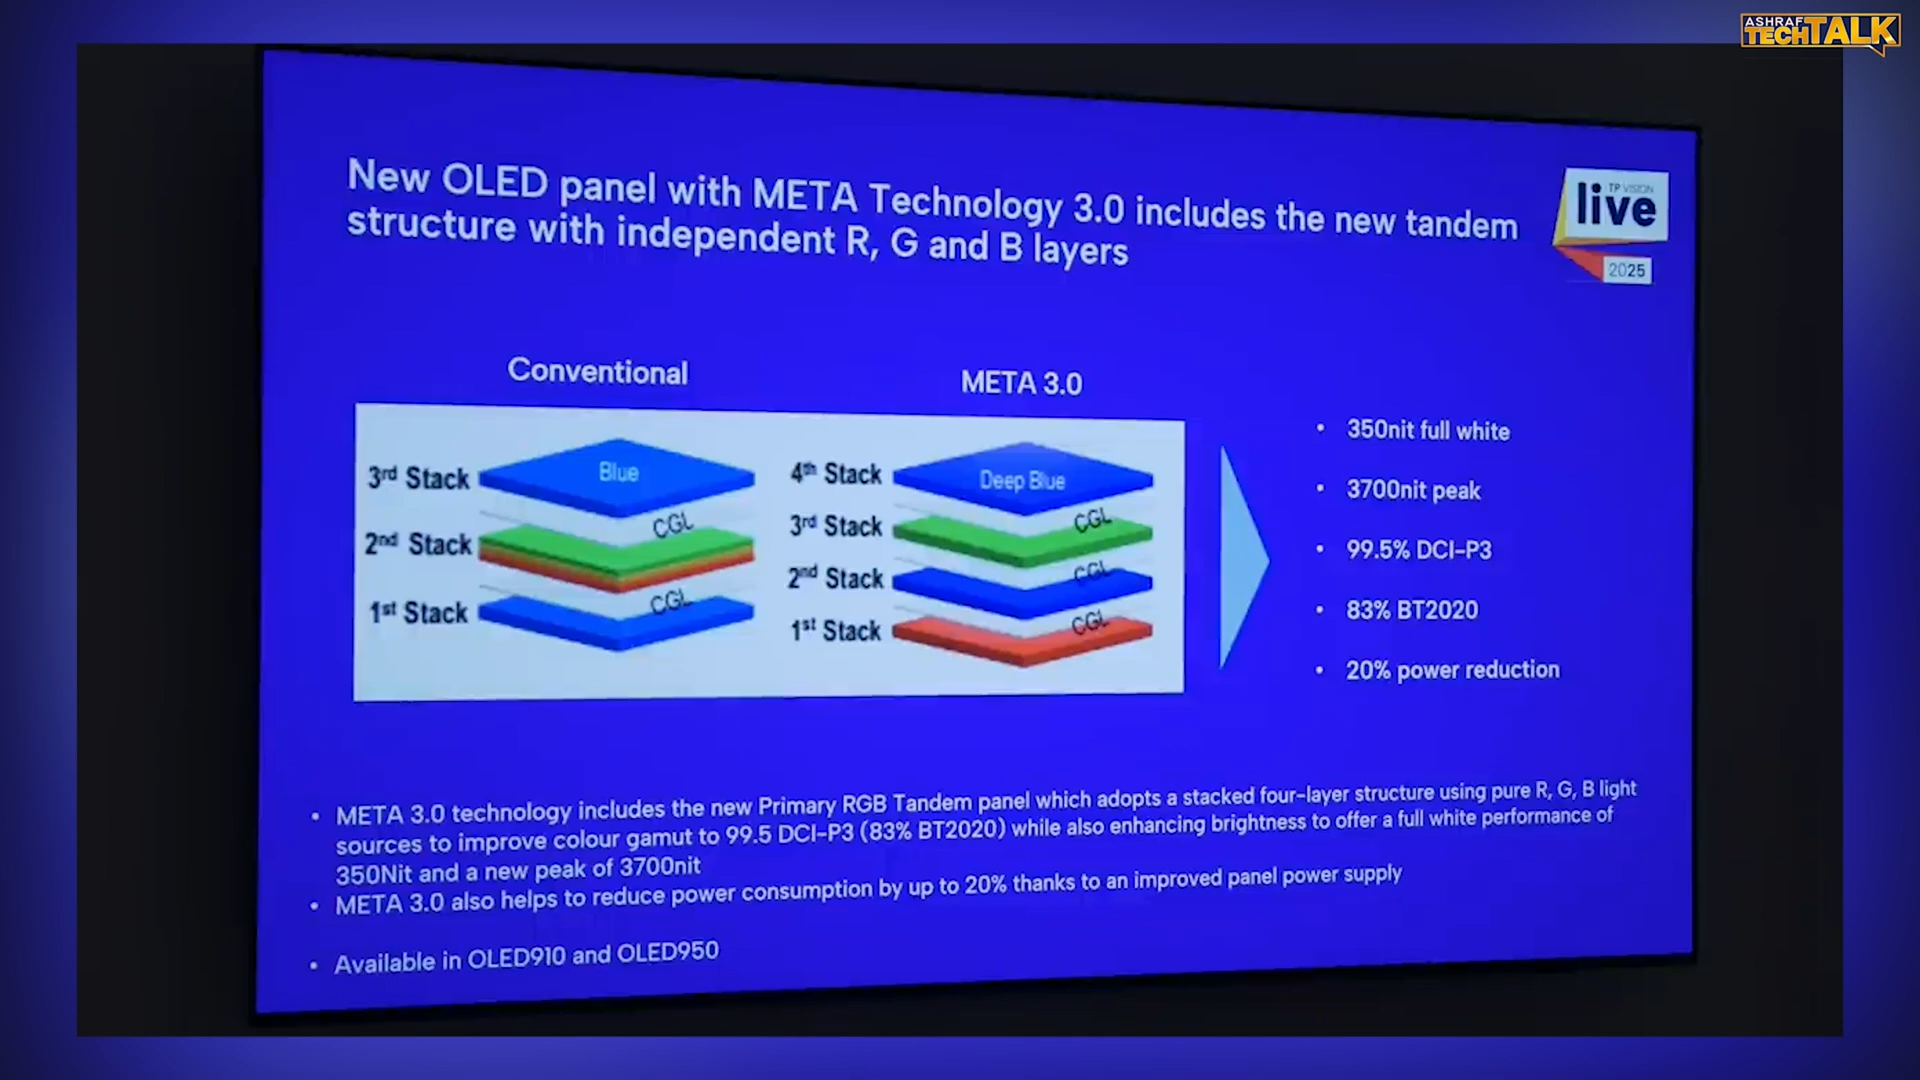 ASHRAF
TECHTALK
New OLED panel with META Technology 3.0 includes the new tandem
structure with independent R, G and B layers
TP VISION
live
2025
Conventional
META 3.0
3rd Stack
Blue
CGL
2nd Stack
CGL
1st Stack
4th Stack
Deep Blue
CGL
3rd Stack
CGL
2nd Stack
CGL
1st Stack
• 350nit full white
• 3700nit peak
• 99.5% DCI-P3
• 83% BT2020
• 20% power reduction
• META 3.0 technology includes the new Primary RGB Tandem panel which adopts a stacked four-layer structure using pure R, G, B light
sources to improve colour gamut to 99.5 DCI-P3 (83% BT2020) while also enhancing brightness to offer a full white performance of
350Nit and a new peak of 3700nit
• META 3.0 also helps to reduce power consumption by up to 20% thanks to an improved panel power supply
• Available in OLED910 and OLED950